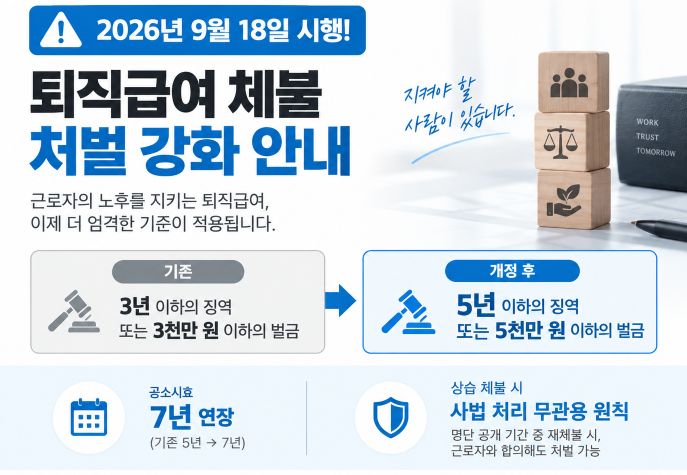 2026년 9월 18일 시행!
퇴직급여 체불
처벌 강화 안내
근로자의 노후를 지키는 퇴직급여,
이제 더 엄격한 기준이 적용됩니다.
지켜야 할
사람이 있습니다.
WORK
TRUST
TOMORROW
기존
3년 이하의 징역
또는 3천만 원 이하의 벌금
개정 후
5년 이하의 징역
또는 5천만 원 이하의 벌금
공소시효
7년 연장
(기존 5년 → 7년)
상습 체불 시
사법 처리 무관용 원칙
명단 공개 기간 중 재체불 시,
근로자와 합의해도 처벌 가능